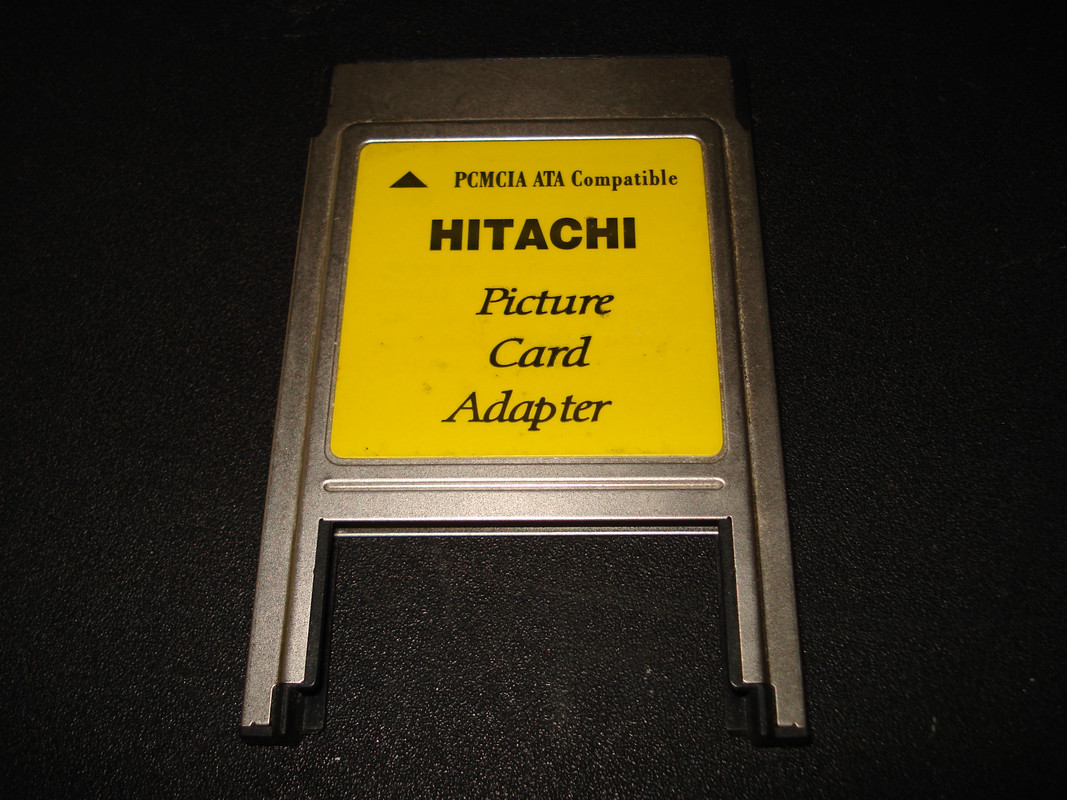 PCMCIA ATA Compatible
HITACHI
Picture
Card
Adapter